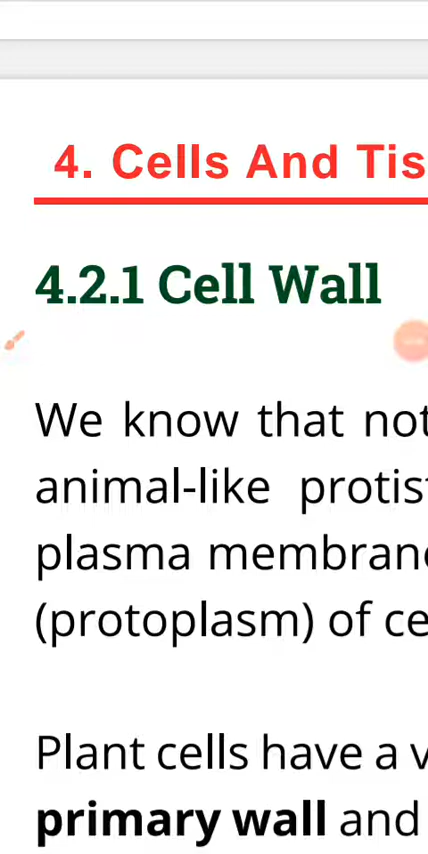 4. Cells And Tis
4.2.1 Cell Wall
We know that not
animal-like protist
plasma membrane
(protoplasm) of ce
Plant cells have a v
primary wall and